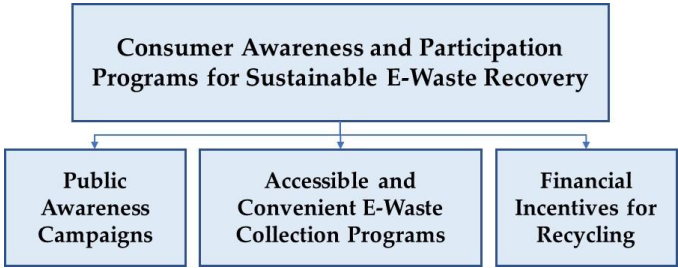 Consumer Awareness and Participation
Programs for Sustainable E-Waste Recovery
Public
Awareness
Campaigns
Accessible and
Convenient E-Waste
Collection Programs
Financial
Incentives for
Recycling